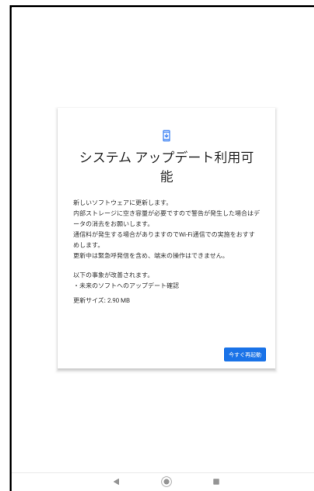 システム アップデート利用可
能
新しいソフトウェアに更新します。
内部ストレージに空き容量が必要ですので警告が発生した場合はデ
ータの消去をお願いします。
通信料が発生する場合がありますのでWi-Fi通信での実施をおすす
めします。
更新中は緊急呼発信を含め、端末の操作はできません。
以下の事象が改善されます。
・未来のソフトへのアップデート確認
更新サイズ: 2.90 MB
今すぐ再起動